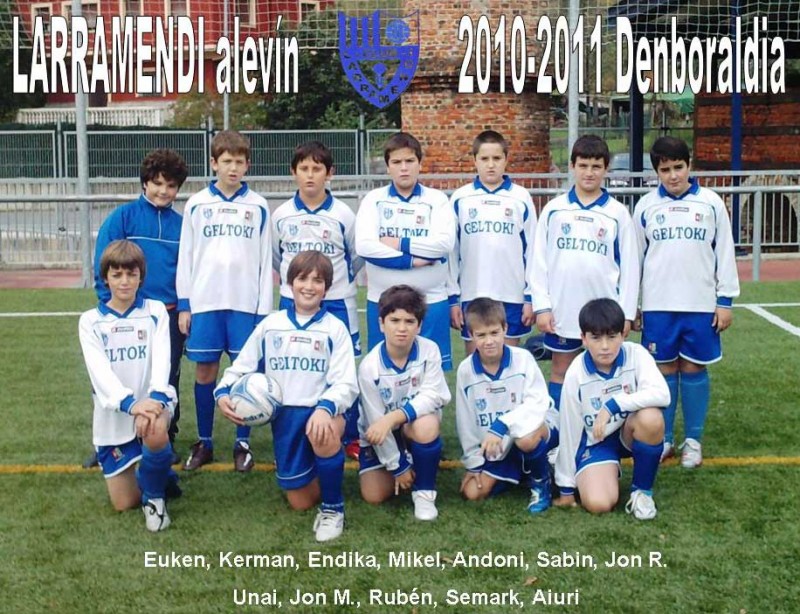 LARRAMENDI alevín 2010-2011 Denboraldia
GELTOKI GELTOKI GELTOKI GELTOKI GELTOKI
GELTOKI GELTOKI GELTOKI
Euken, Kerman, Endika, Mikel, Andoni, Sabin, Jon R.
Unai, Jon M., Rubén, Semark, Aiuri